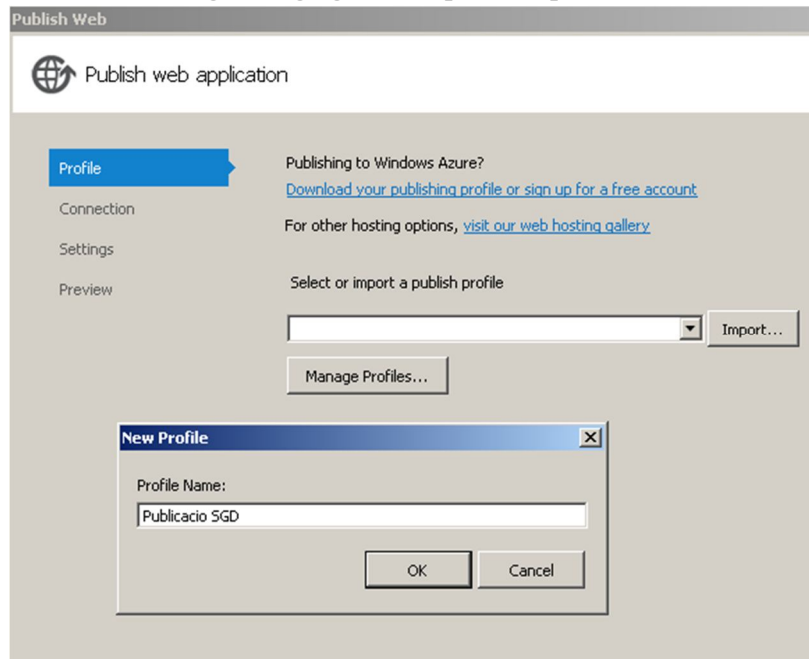 Publish Web
Publish web application
Profile
Publishing to Windows Azure?
Download your publishing profile or sign up for a free account
Connection
For other hosting options, visit our web hosting gallery
Settings
Preview
Select or import a publish profile
Import...
Manage Profiles...
New Profile
Profile Name:
Publicacio SGD
OK
Cancel